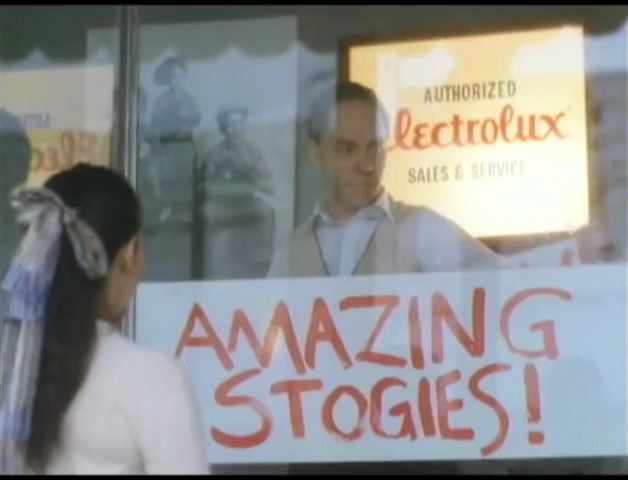 AUTHORIZED
lectrolux
SALES & SERVICE
AMAZING
STOGIES!